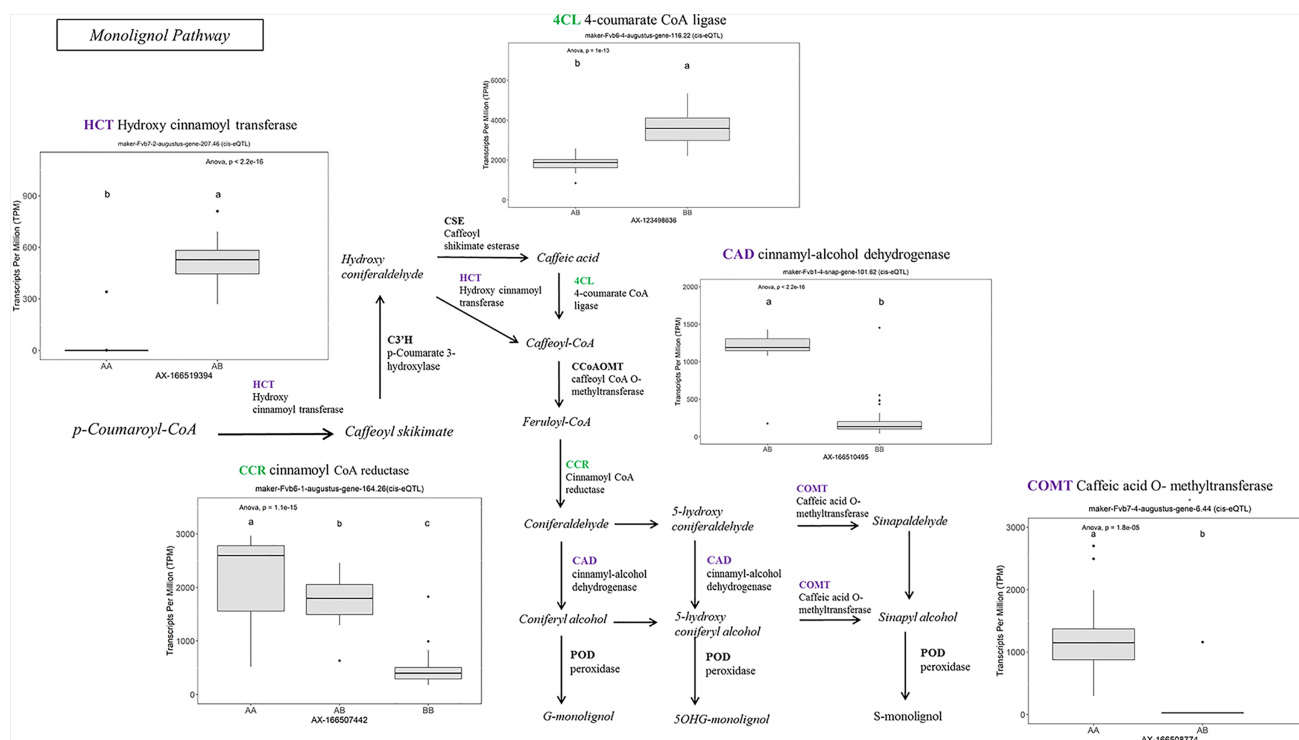 Monolignol Pathway
4CL 4-coumarate CoA ligase
maker-Fvb6-4-augustus-gene-116.22 (cis-eQTL)
Anova, p = 1e-13
b
a
Transcripts Per Million (TPM)
6000
4000
2000
0
AB
BB
AX-123498636
HCT Hydroxy cinnamoyl transferase
maker-Fvb7-2-augustus-gene-207.46 (cis-eQTL)
Anova, p < 2.2e-16
b
a
Transcripts Per Million (TPM)
900
600
300
0
AA
AB
AX-166519394
CAD cinnamyl-alcohol dehydrogenase
maker-Fvb1-4-snap-gene-101.62 (cis-eQTL)
Anova, p < 2.2e-16
a
b
Transcripts Per Million (TPM)
2000
1500
1000
500
0
AB
BB
AX-166510495
Hydroxy
coniferaldehyde
CSE
Caffeoyl
shikimate esterase
Caffeic acid
HCT
Hydroxy cinnamoyl
transferase
4CL
4-coumarate CoA
ligase
Caffeoyl-CoA
C3'H
p-Coumarate 3-
hydroxylase
CCoAOMT
caffeoyl CoA O-
methyltransferase
HCT
Hydroxy
cinnamoyl transferase
p-Coumaroyl-CoA
Caffeoyl skikimate
Feruloyl-CoA
CCR
Cinnamoyl CoA
reductase
CCR cinnamoyl CoA reductase
maker-Fvb6-1-augustus-gene-164.26(cis-eQTL)
Anova, p = 1.1e-15
a
b
c
Transcripts Per Million (TPM)
3000
2000
1000
0
AA
AB
BB
AX-166507442
Coniferaldehyde
5-hydroxy
coniferaldehyde
COMT
Caffeic acid O-
methyltransferase
Sinapaldehyde
CAD
cinnamyl-alcohol
dehydrogenase
CAD
cinnamyl-alcohol
dehydrogenase
COMT
Caffeic acid O-
methyltransferase
Coniferyl alcohol
5-hydroxy
coniferyl alcohol
Sinapyl alcohol
POD
peroxidase
POD
peroxidase
POD
peroxidase
G-monolignol
5OHG-monolignol
S-monolignol
COMT Caffeic acid O- methyltransferase
maker-Fvb7-4-augustus-gene-6.44 (cis-eQTL)
Anova, p = 1.8e-05
a
b
Transcripts Per Million (TPM)
3000
2000
1000
0
AA
AB
AX-166508774